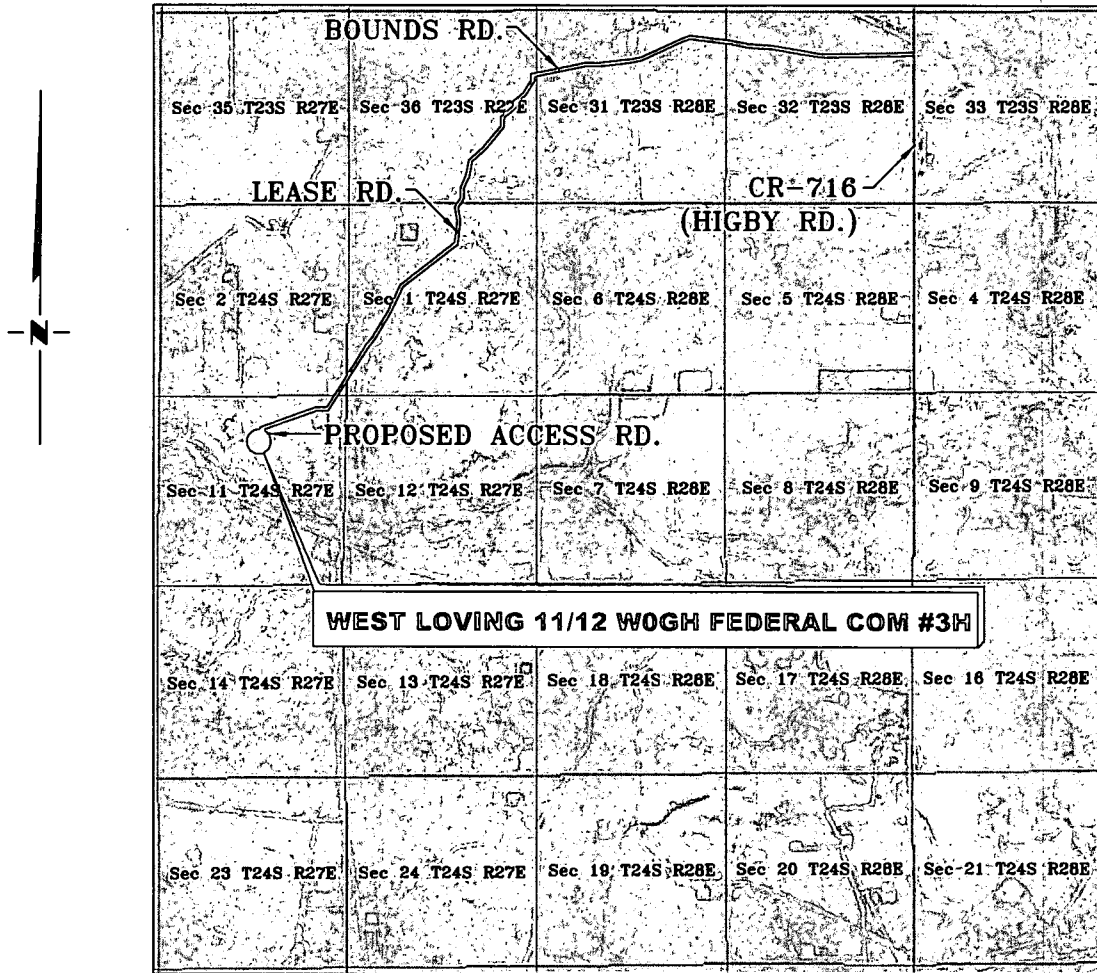 BOUNDS RD.
Sec 35 T23S R27E Sec 36 T23S R27E Sec 31 T23S R28E Sec 32 T23S R28E Sec 33 T23S R28E
LEASE RD.
CR-716
(HIGBY RD.)
Sec 2 T24S R27E Sec 1 T24S R27E Sec 6 T24S R28E Sec 5 T24S R28E Sec 4 T24S R28E
N
PROPOSED ACCESS RD.
Sec 11 T24S R27E Sec 12 T24S R27E Sec 7 T24S R28E Sec 8 T24S R28E Sec 9 T24S R28E
WEST LOVING 11/12 W0GH FEDERAL COM #3H
Sec 14 T24S R27E Sec 13 T24S R27E Sec 18 T24S R28E Sec 17 T24S R28E Sec 16 T24S R28E
Sec 23 T24S R27E Sec 24 T24S R27E Sec 19 T24S R28E Sec 20 T24S R28E Sec 21 T24S R28E